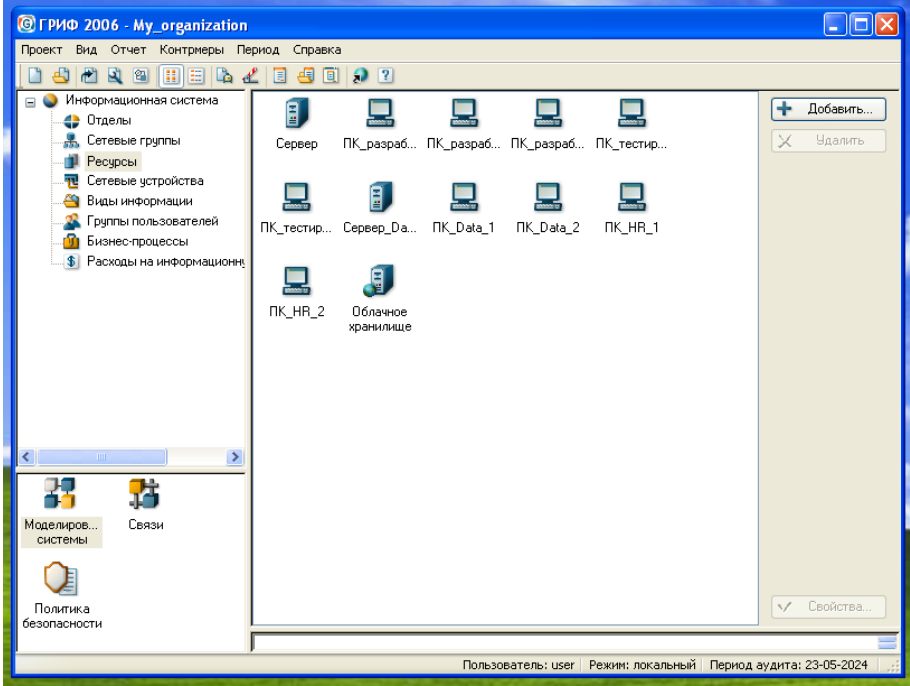 ГРИФ 2006 - My_organization
Проект Вид Отчет Контрмеры Период Справка
Информационная система
Отделы
Сетевые группы
Ресурсы
Сетевые устройства
Виды информации
Группы пользователей
Бизнес-процессы
Расходы на информационну
Сервер ПК_разраб... ПК_разраб... ПК_разраб... ПК_тестир...
ПК_тестир... Сервер_Da... ПК_Data_1 ПК_Data_2 ПК_HR_1
ПК_HR_2 Облачное
хранилище
Добавить...
Удалить
Моделиров...
системы
Связи
Политика
безопасности
Свойства...
Пользователь: user Режим: локальный Период аудита: 23-05-2024